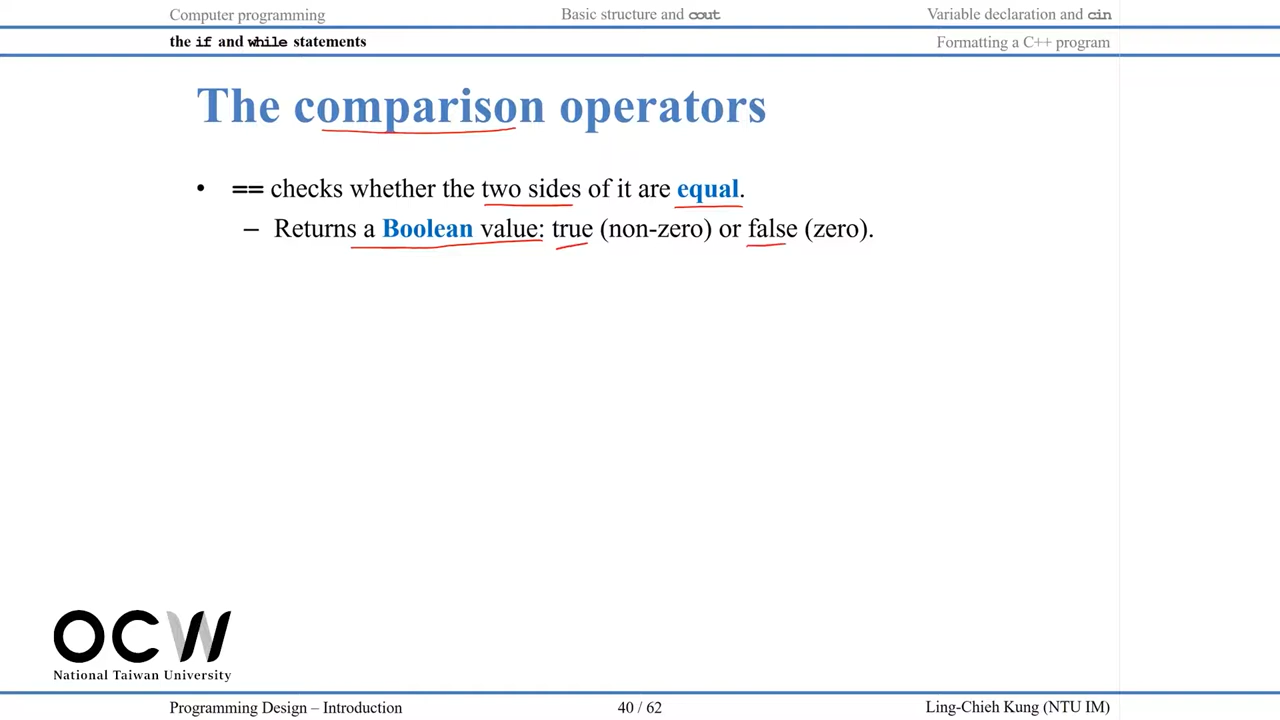 Computer programming Basic structure and cout Variable declaration and cin
the if and while statements Formatting a C++ program
The comparison operators
• == checks whether the two sides of it are equal.
– Returns a Boolean value: true (non-zero) or false (zero).
OCW
National Taiwan University
Programming Design – Introduction 40 / 62 Ling-Chieh Kung (NTU IM)